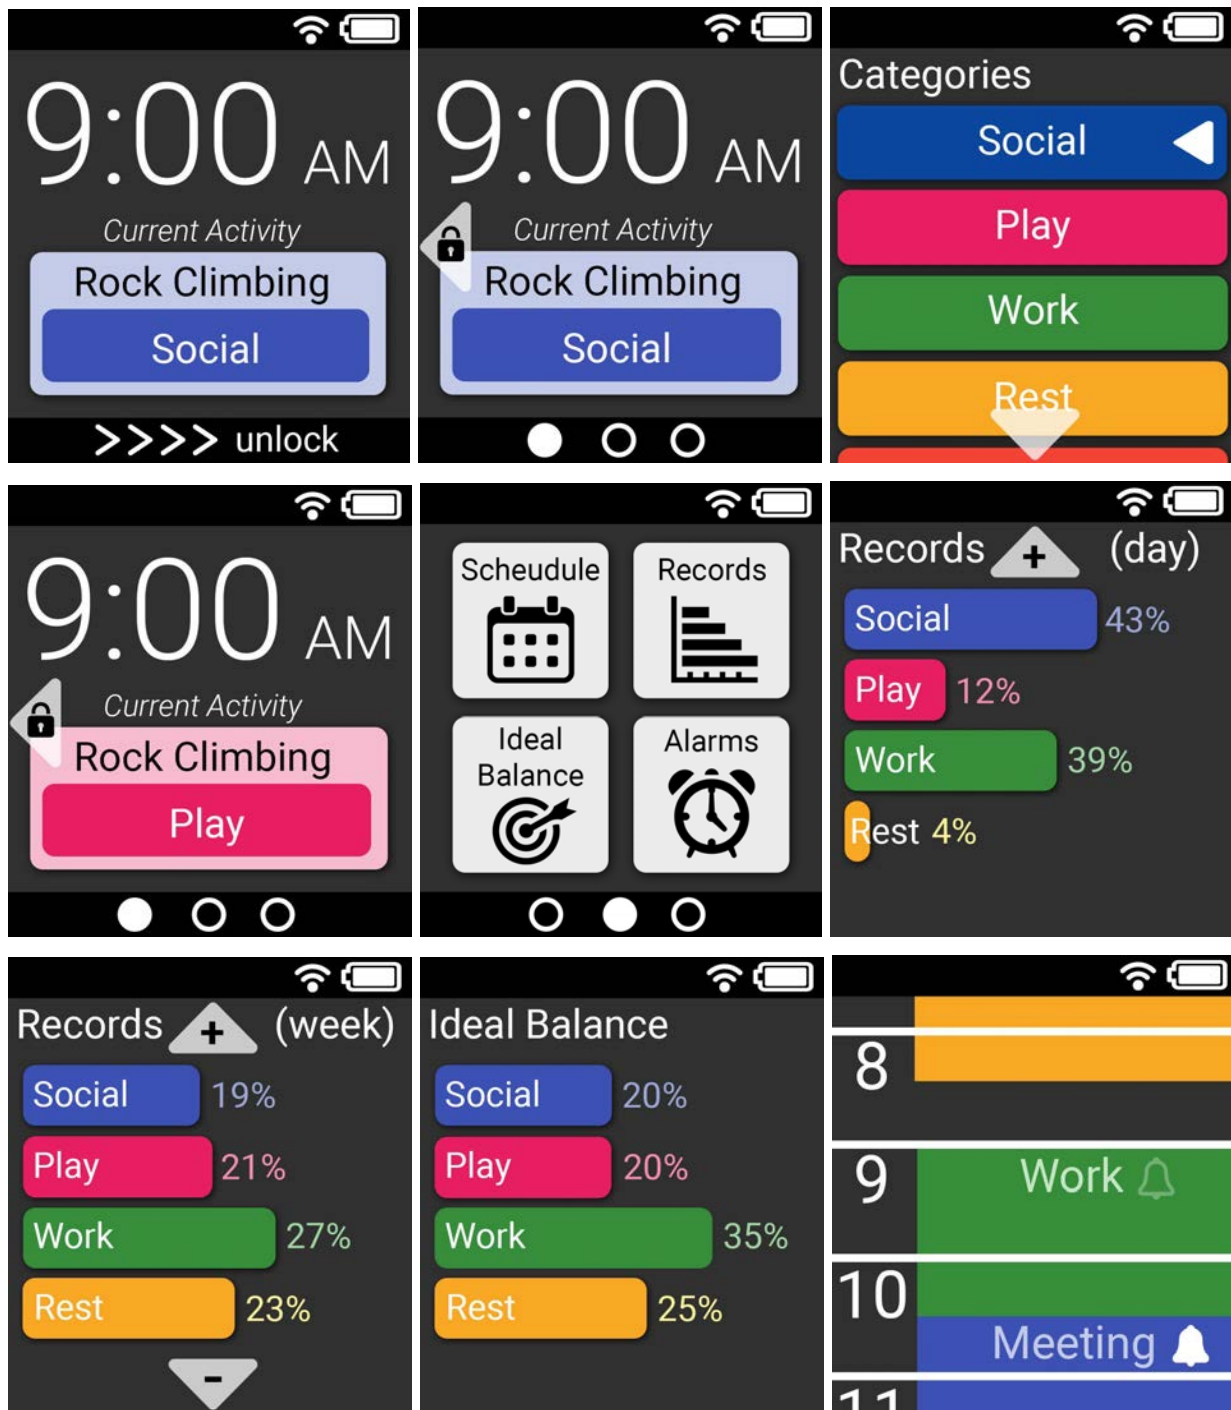 9:00 AM
Current Activity
Rock Climbing
Social
>>>> unlock
9:00 AM
Current Activity
Rock Climbing
Social
Categories
Social
Play
Work
Rest
9:00 AM
Current Activity
Rock Climbing
Play
Scheudule
Records
Ideal
Balance
Alarms
Records + (day)
Social 43%
Play 12%
Work 39%
Rest 4%
Records + (week)
Social 19%
Play 21%
Work 27%
Rest 23%
-
Ideal Balance
Social 20%
Play 20%
Work 35%
Rest 25%
8
9 Work
10
Meeting
11